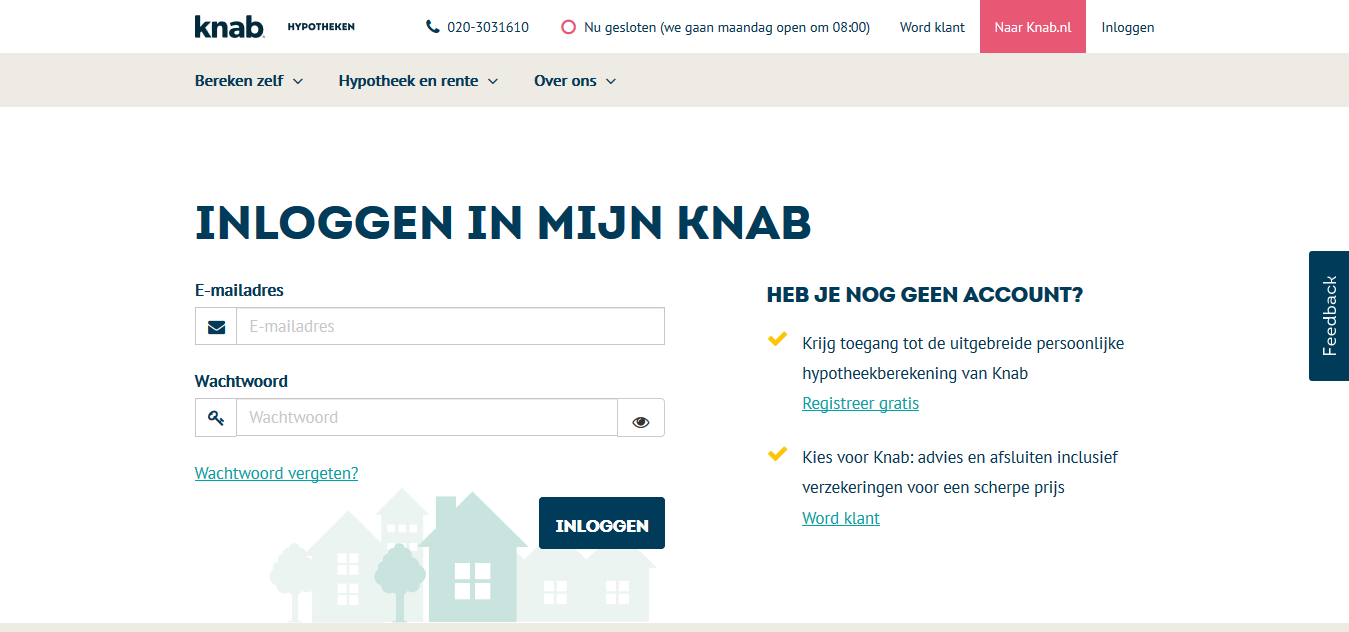 knab. HYPOTHEKEN 020-3031610 Nu gesloten (we gaan maandag open om 08:00) Word klant Naar Knab.nl Inloggen
Bereken zelf Hypotheek en rente Over ons
INLOGGEN IN MIJN KNAB
E-mailadres
E-mailadres
Wachtwoord
Wachtwoord
Wachtwoord vergeten?
INLOGGEN
HEB JE NOG GEEN ACCOUNT?
Krijg toegang tot de uitgebreide persoonlijke
hypotheekberekening van Knab
Registreer gratis
Kies voor Knab: advies en afsluiten inclusief
verzekeringen voor een scherpe prijs
Word klant
Feedback